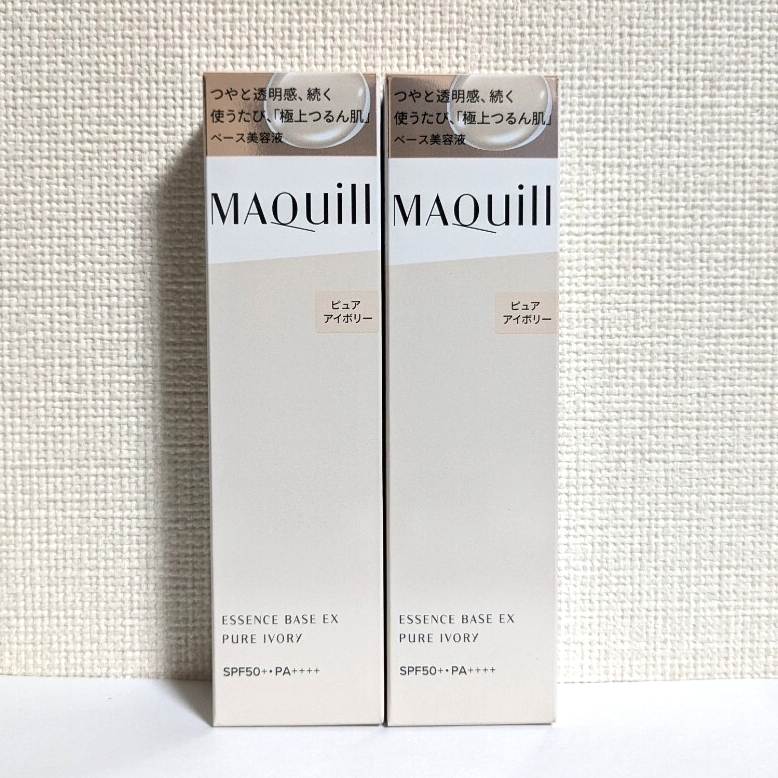 つやと透明感、続く
使うたび、「極上つるん肌」
ベース美容液
MAQuill
ピュア
アイボリー
ESSENCE BASE EX
PURE IVORY
SPF50+・PA++++
つやと透明感、続く
使うたび、「極上つるん肌」
ベース美容液
MAQuill
ピュア
アイボリー
ESSENCE BASE EX
PURE IVORY
SPF50+・PA++++